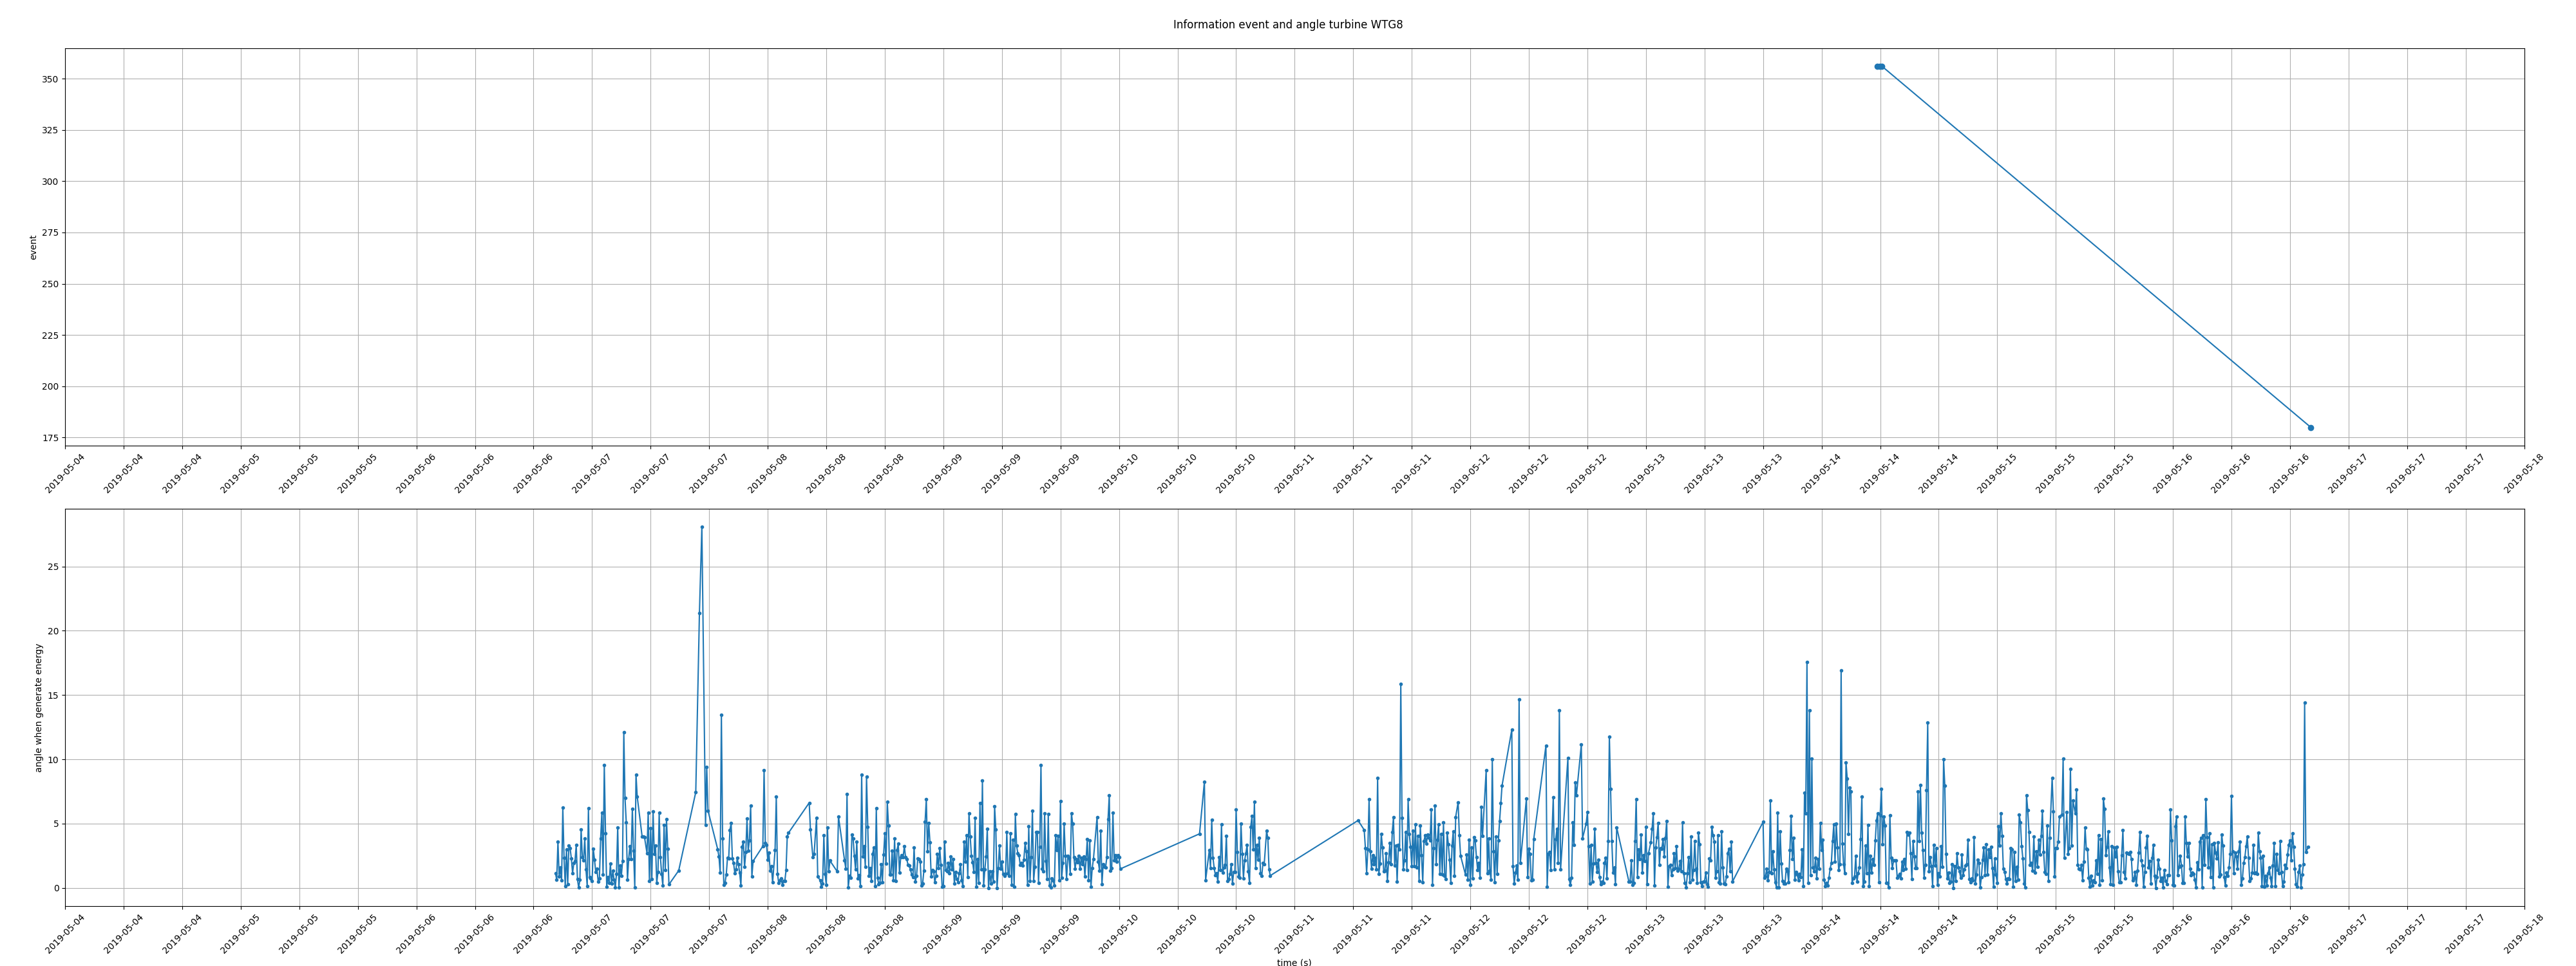 Information event and angle turbine WTG8
350
325
300
275
event
250
225
200
175
2019-05-04 2019-05-04 2019-05-04 2019-05-05 2019-05-05 2019-05-05 2019-05-06 2019-05-06 2019-05-06 2019-05-07 2019-05-07 2019-05-07 2019-05-08 2019-05-08 2019-05-08 2019-05-09 2019-05-09 2019-05-09 2019-05-10 2019-05-10 2019-05-10 2019-05-11 2019-05-11 2019-05-11 2019-05-12 2019-05-12 2019-05-12 2019-05-13 2019-05-13 2019-05-13 2019-05-14 2019-05-14 2019-05-14 2019-05-15 2019-05-15 2019-05-15 2019-05-16 2019-05-16 2019-05-16 2019-05-17 2019-05-17 2019-05-17 2019-05-18
25
20
15
angle when generate energy
10
5
0
2019-05-04 2019-05-04 2019-05-04 2019-05-05 2019-05-05 2019-05-05 2019-05-06 2019-05-06 2019-05-06 2019-05-07 2019-05-07 2019-05-07 2019-05-08 2019-05-08 2019-05-08 2019-05-09 2019-05-09 2019-05-09 2019-05-10 2019-05-10 2019-05-10 2019-05-11 2019-05-11 2019-05-11 2019-05-12 2019-05-12 2019-05-12 2019-05-13 2019-05-13 2019-05-13 2019-05-14 2019-05-14 2019-05-14 2019-05-15 2019-05-15 2019-05-15 2019-05-16 2019-05-16 2019-05-16 2019-05-17 2019-05-17 2019-05-17 2019-05-18
time (s)